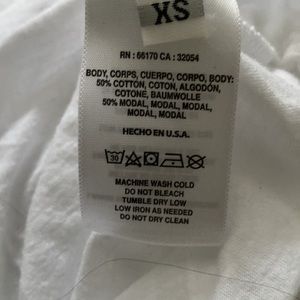 XS
RN : 66170 CA : 32054
BODY, CORPS, CUERPO, CORPO, BODY:
50% COTTON, COTON, ALGODÓN,
COTONE, BAUMWOLLE
50% MODAL, MODAL, MODAL,
MODAL, MODAL
HECHO EN U.S.A.
30
MACHINE WASH COLD
DO NOT BLEACH
TUMBLE DRY LOW
LOW IRON AS NEEDED
DO NOT DRY CLEAN